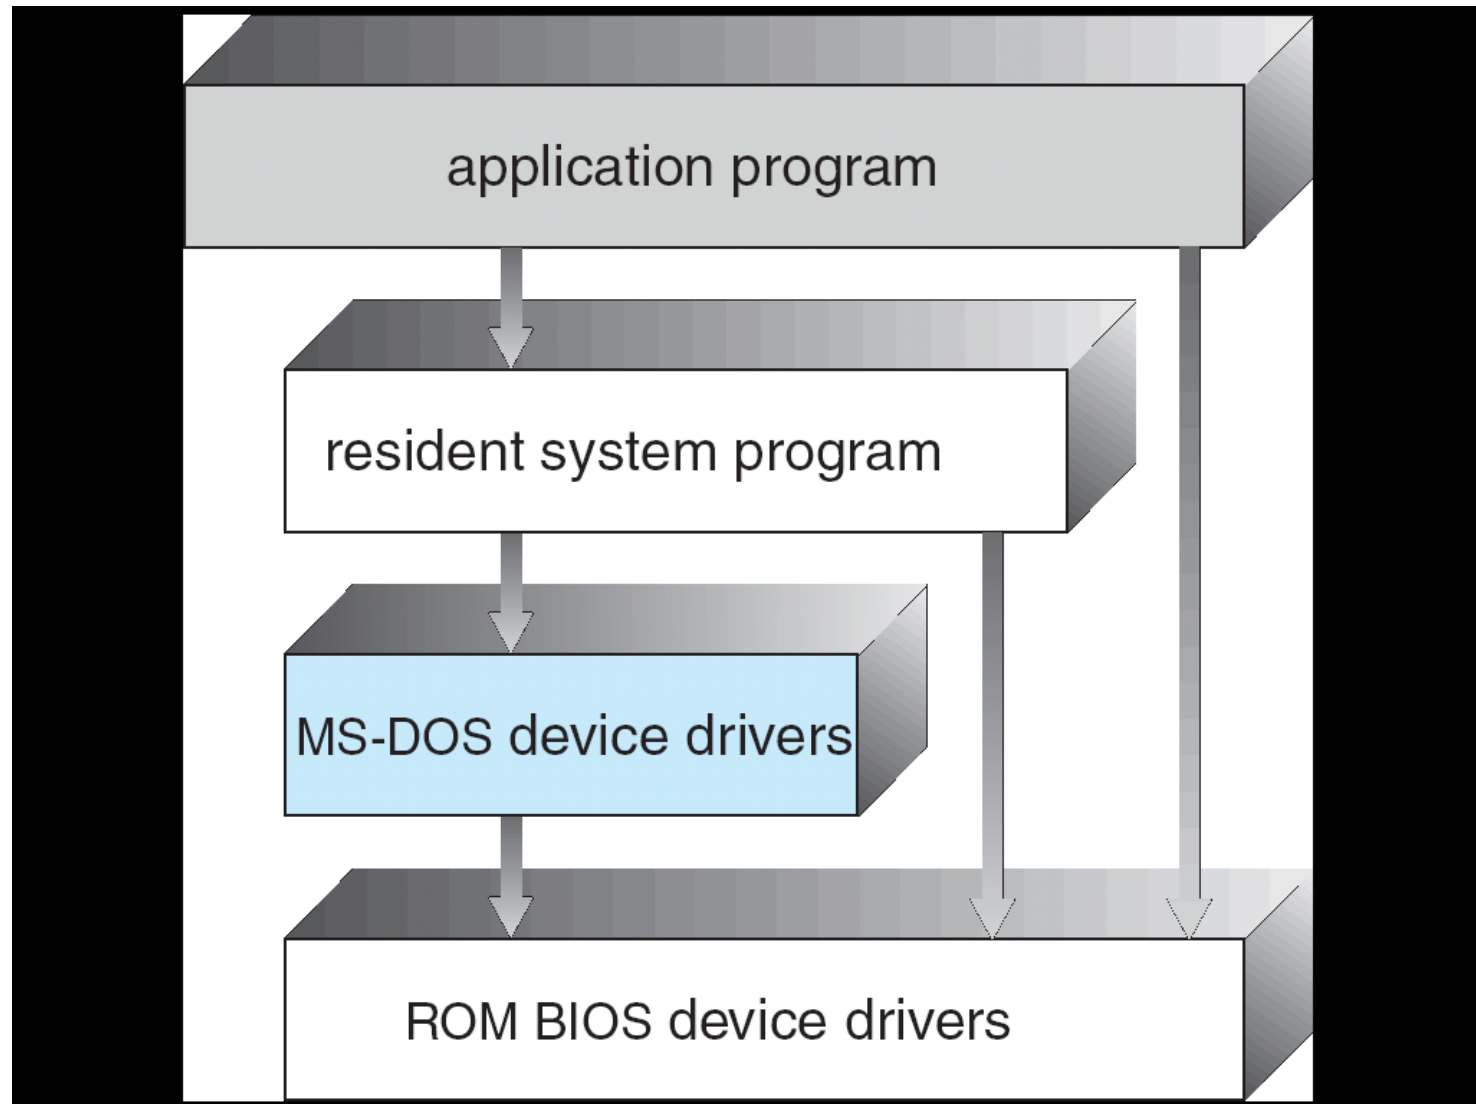 application program
resident system program
MS-DOS device drivers
ROM BIOS device drivers